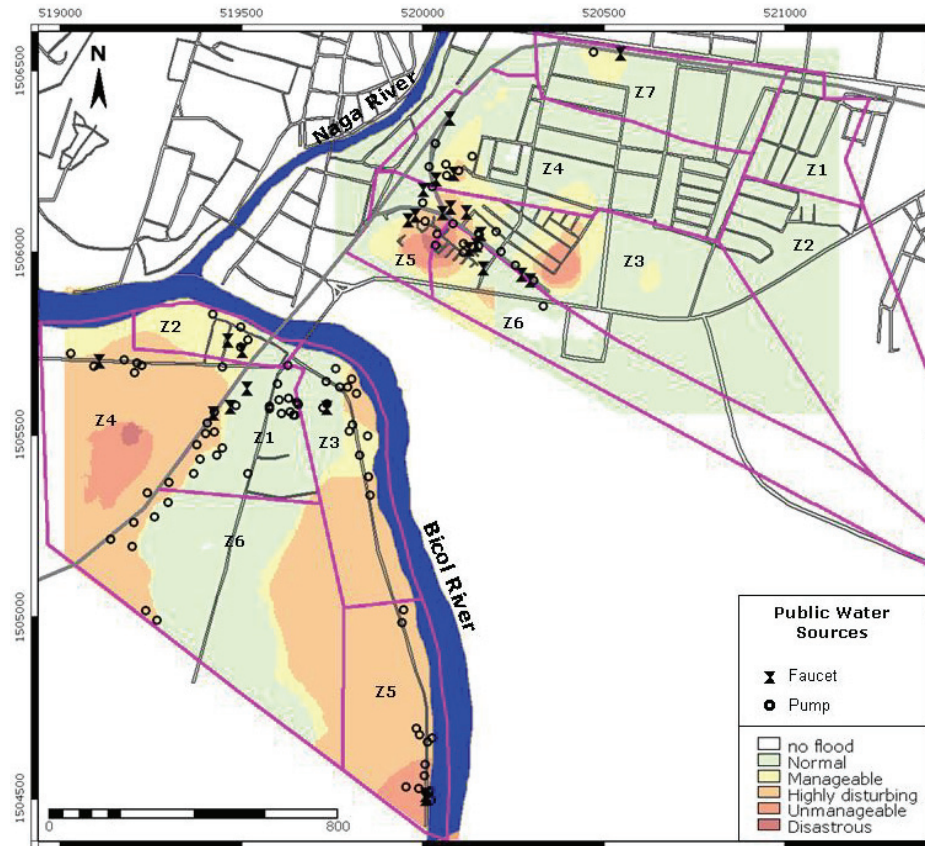 519000 519500 520000 520500 521000
1506500
1506000
1505500
1505000
1504500
N
Naga River
Z7
Z4
Z1
Z2
Z5
Z3
Z6
Z2
Z4
Z1
Z3
Z6
Z5
Bicol River
0 800
Public Water
Sources
Faucet
Pump
no flood
Normal
Manageable
Highly disturbing
Unmanageable
Disastrous